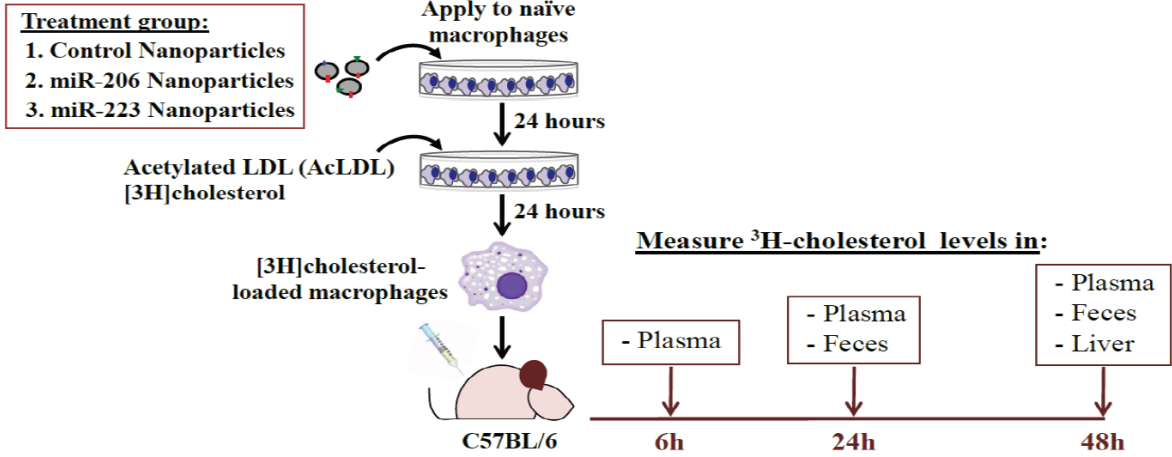 Treatment group:
1. Control Nanoparticles
2. miR-206 Nanoparticles
3. miR-223 Nanoparticles
Apply to naïve
macrophages
24 hours
Acetylated LDL (AcLDL)
[3H]cholesterol
24 hours
[3H]cholesterol-
loaded macrophages
C57BL/6
Measure ³H-cholesterol levels in:
- Plasma
- Plasma
- Feces
- Plasma
- Feces
- Liver
6h
24h
48h